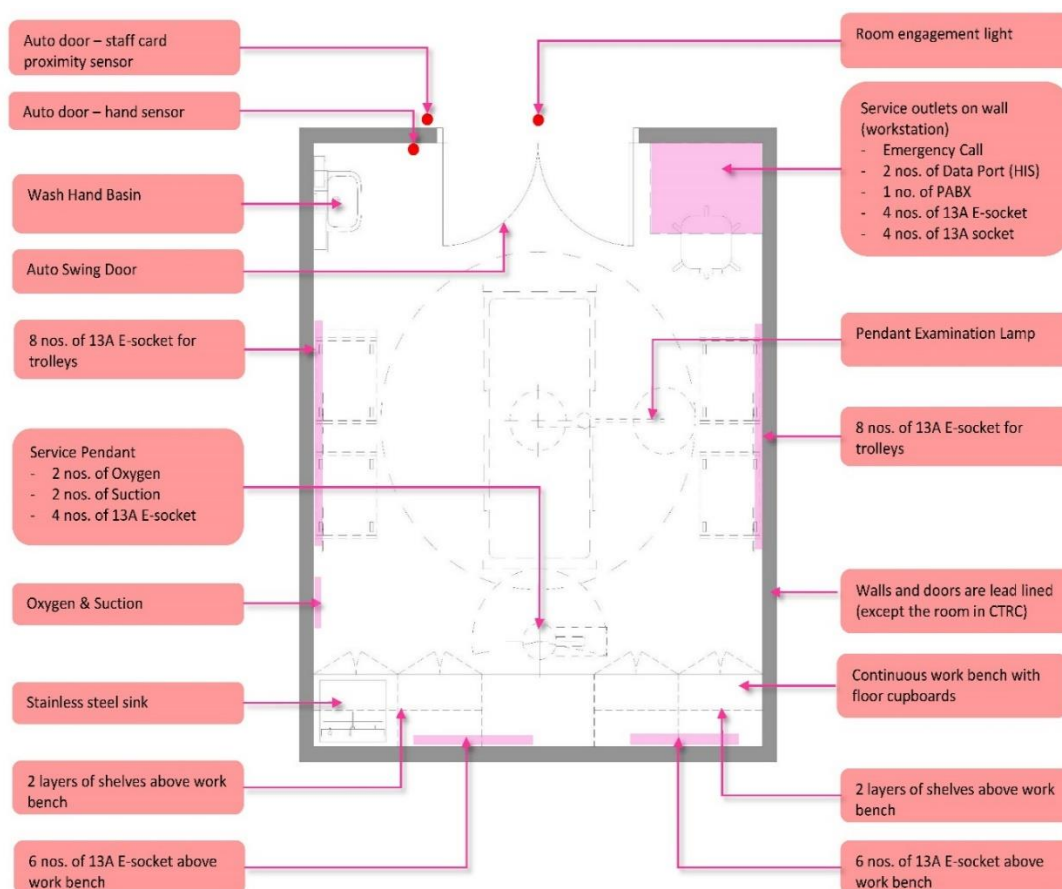 Auto door – staff card
proximity sensor
Auto door – hand sensor
Wash Hand Basin
Auto Swing Door
8 nos. of 13A E-socket for
trolleys
Service Pendant
- 2 nos. of Oxygen
- 2 nos. of Suction
- 4 nos. of 13A E-socket
Oxygen & Suction
Stainless steel sink
2 layers of shelves above work
bench
6 nos. of 13A E-socket above
work bench
Room engagement light
Service outlets on wall
(workstation)
- Emergency Call
- 2 nos. of Data Port (HIS)
- 1 no. of PABX
- 4 nos. of 13A E-socket
- 4 nos. of 13A socket
Pendant Examination Lamp
8 nos. of 13A E-socket for
trolleys
Walls and doors are lead lined
(except the room in CTRC)
Continuous work bench with
floor cupboards
2 layers of shelves above work
bench
6 nos. of 13A E-socket above
work bench